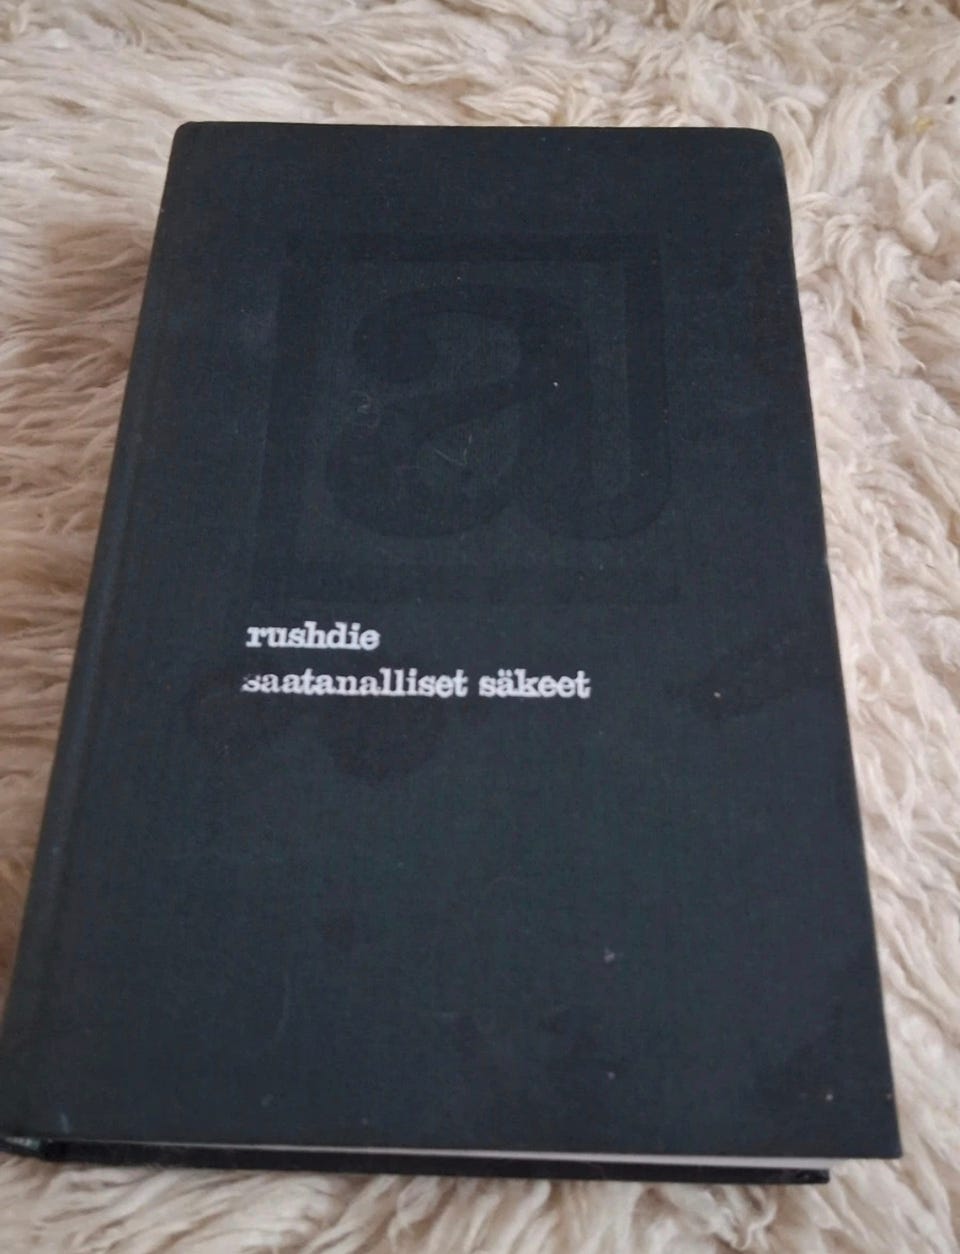 a
rushdie
saatanalliset säkeet